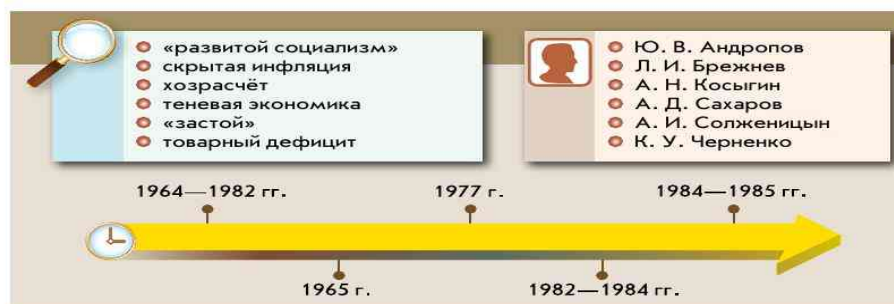 «развитой социализм»
скрытая инфляция
хозрасчёт
теневая экономика
«застой»
товарный дефицит
Ю. В. Андропов
Л. И. Брежнев
А. Н. Косыгин
А. Д. Сахаров
А. И. Солженицын
К. У. Черненко
1964—1982 гг.
1977 г.
1984—1985 гг.
1965 г.
1982—1984 гг.